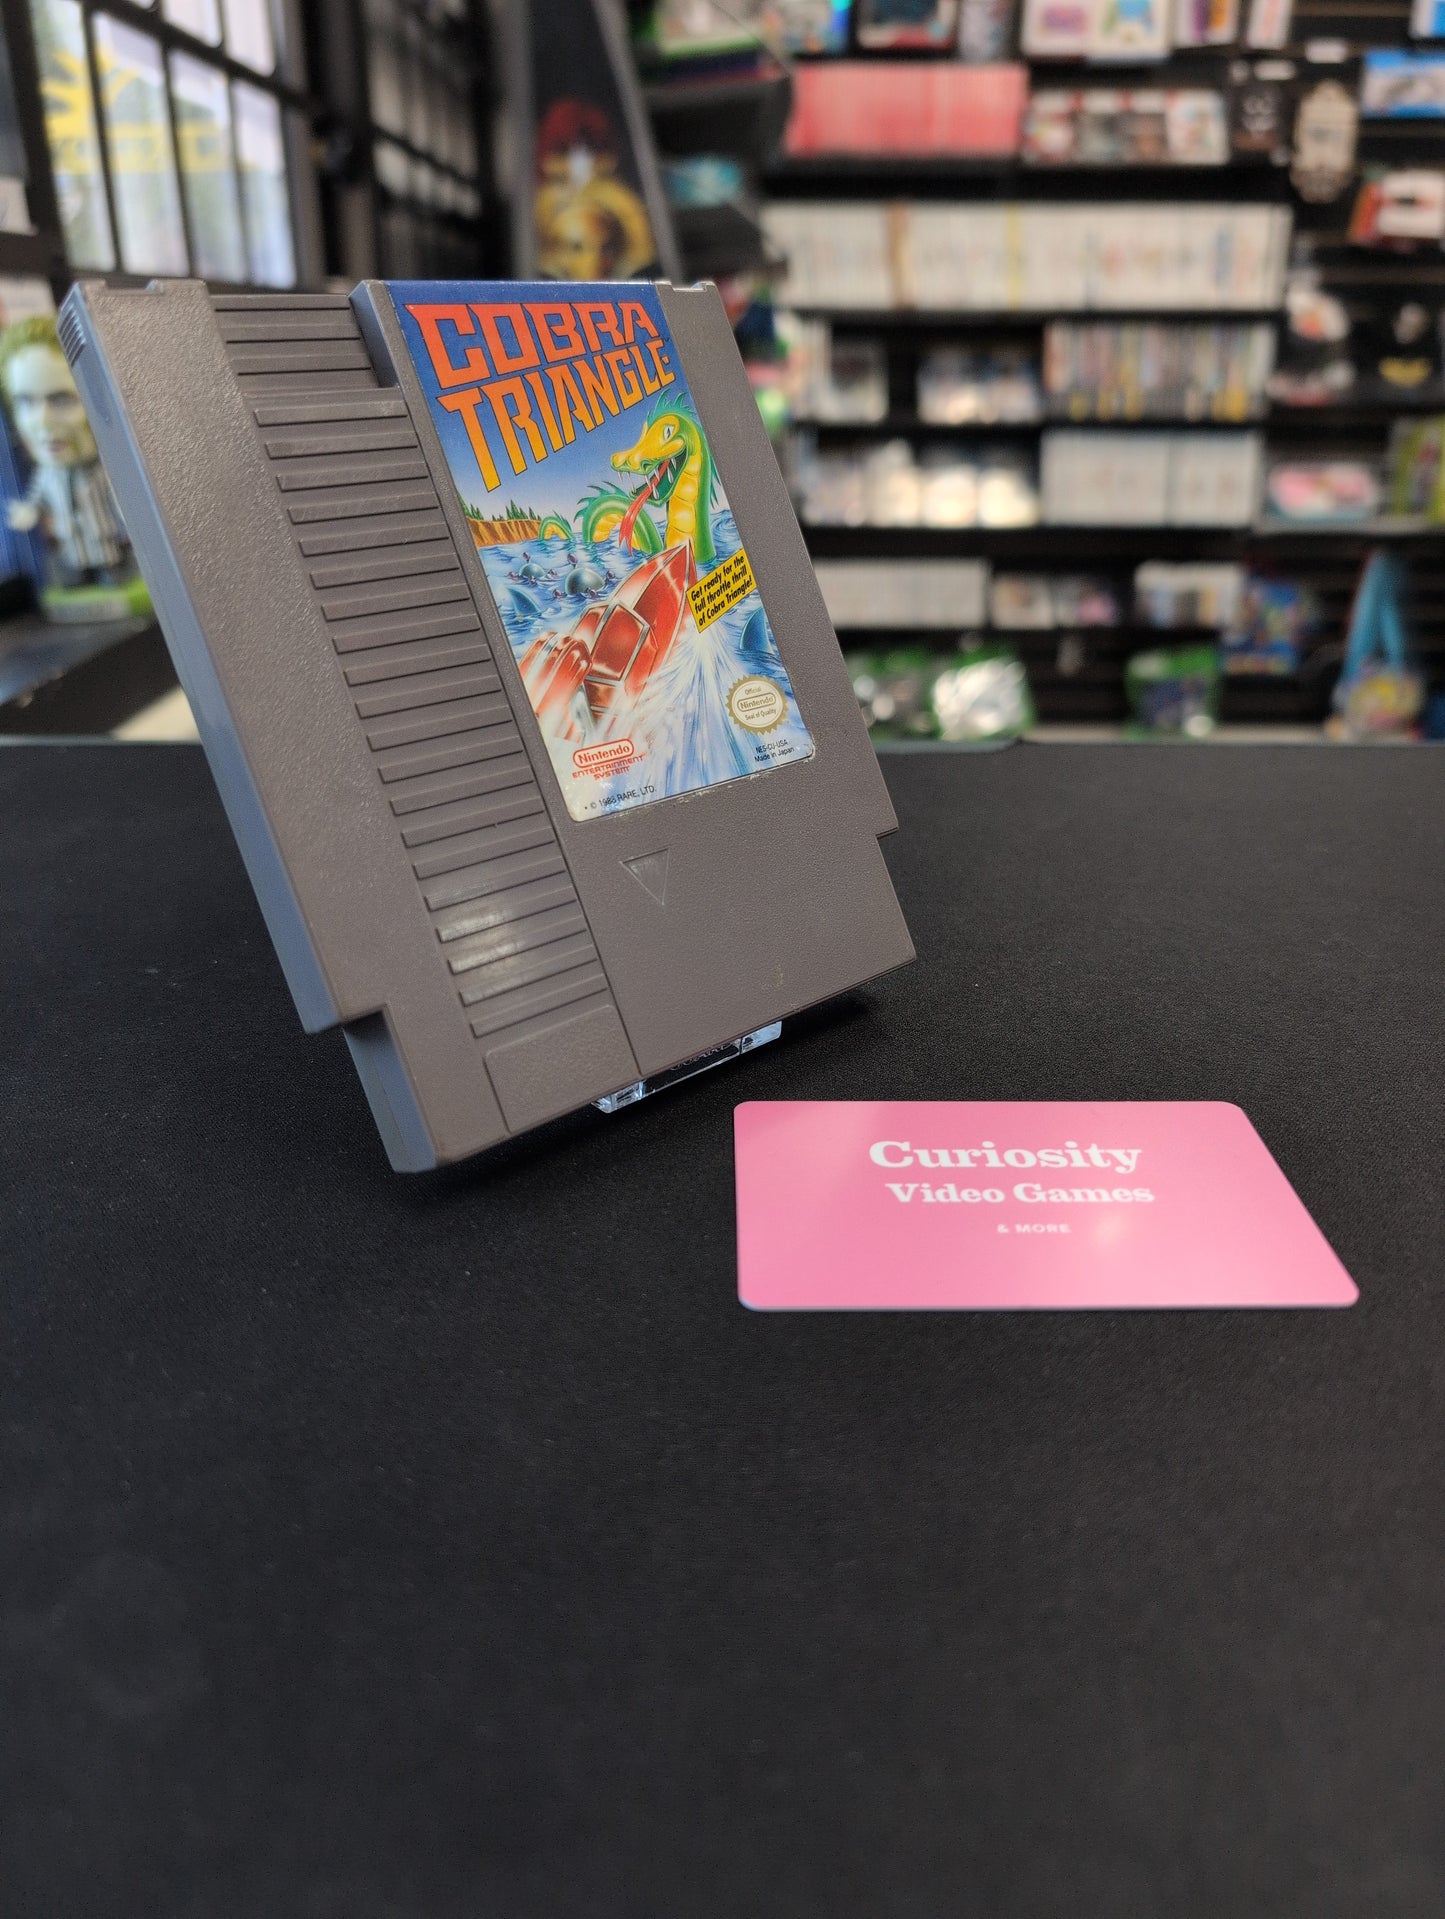 COBRA
TRIANGLE
Get ready for the
full throttle thrill
of Cobra Triangle!
Official
Nintendo
Seal of Quality
Nintendo
ENTERTAINMENT
SYSTEM
NES-CU-USA
Made in Japan
© 1988 RARE, LTD.
Curiosity
Video Games
& MORE